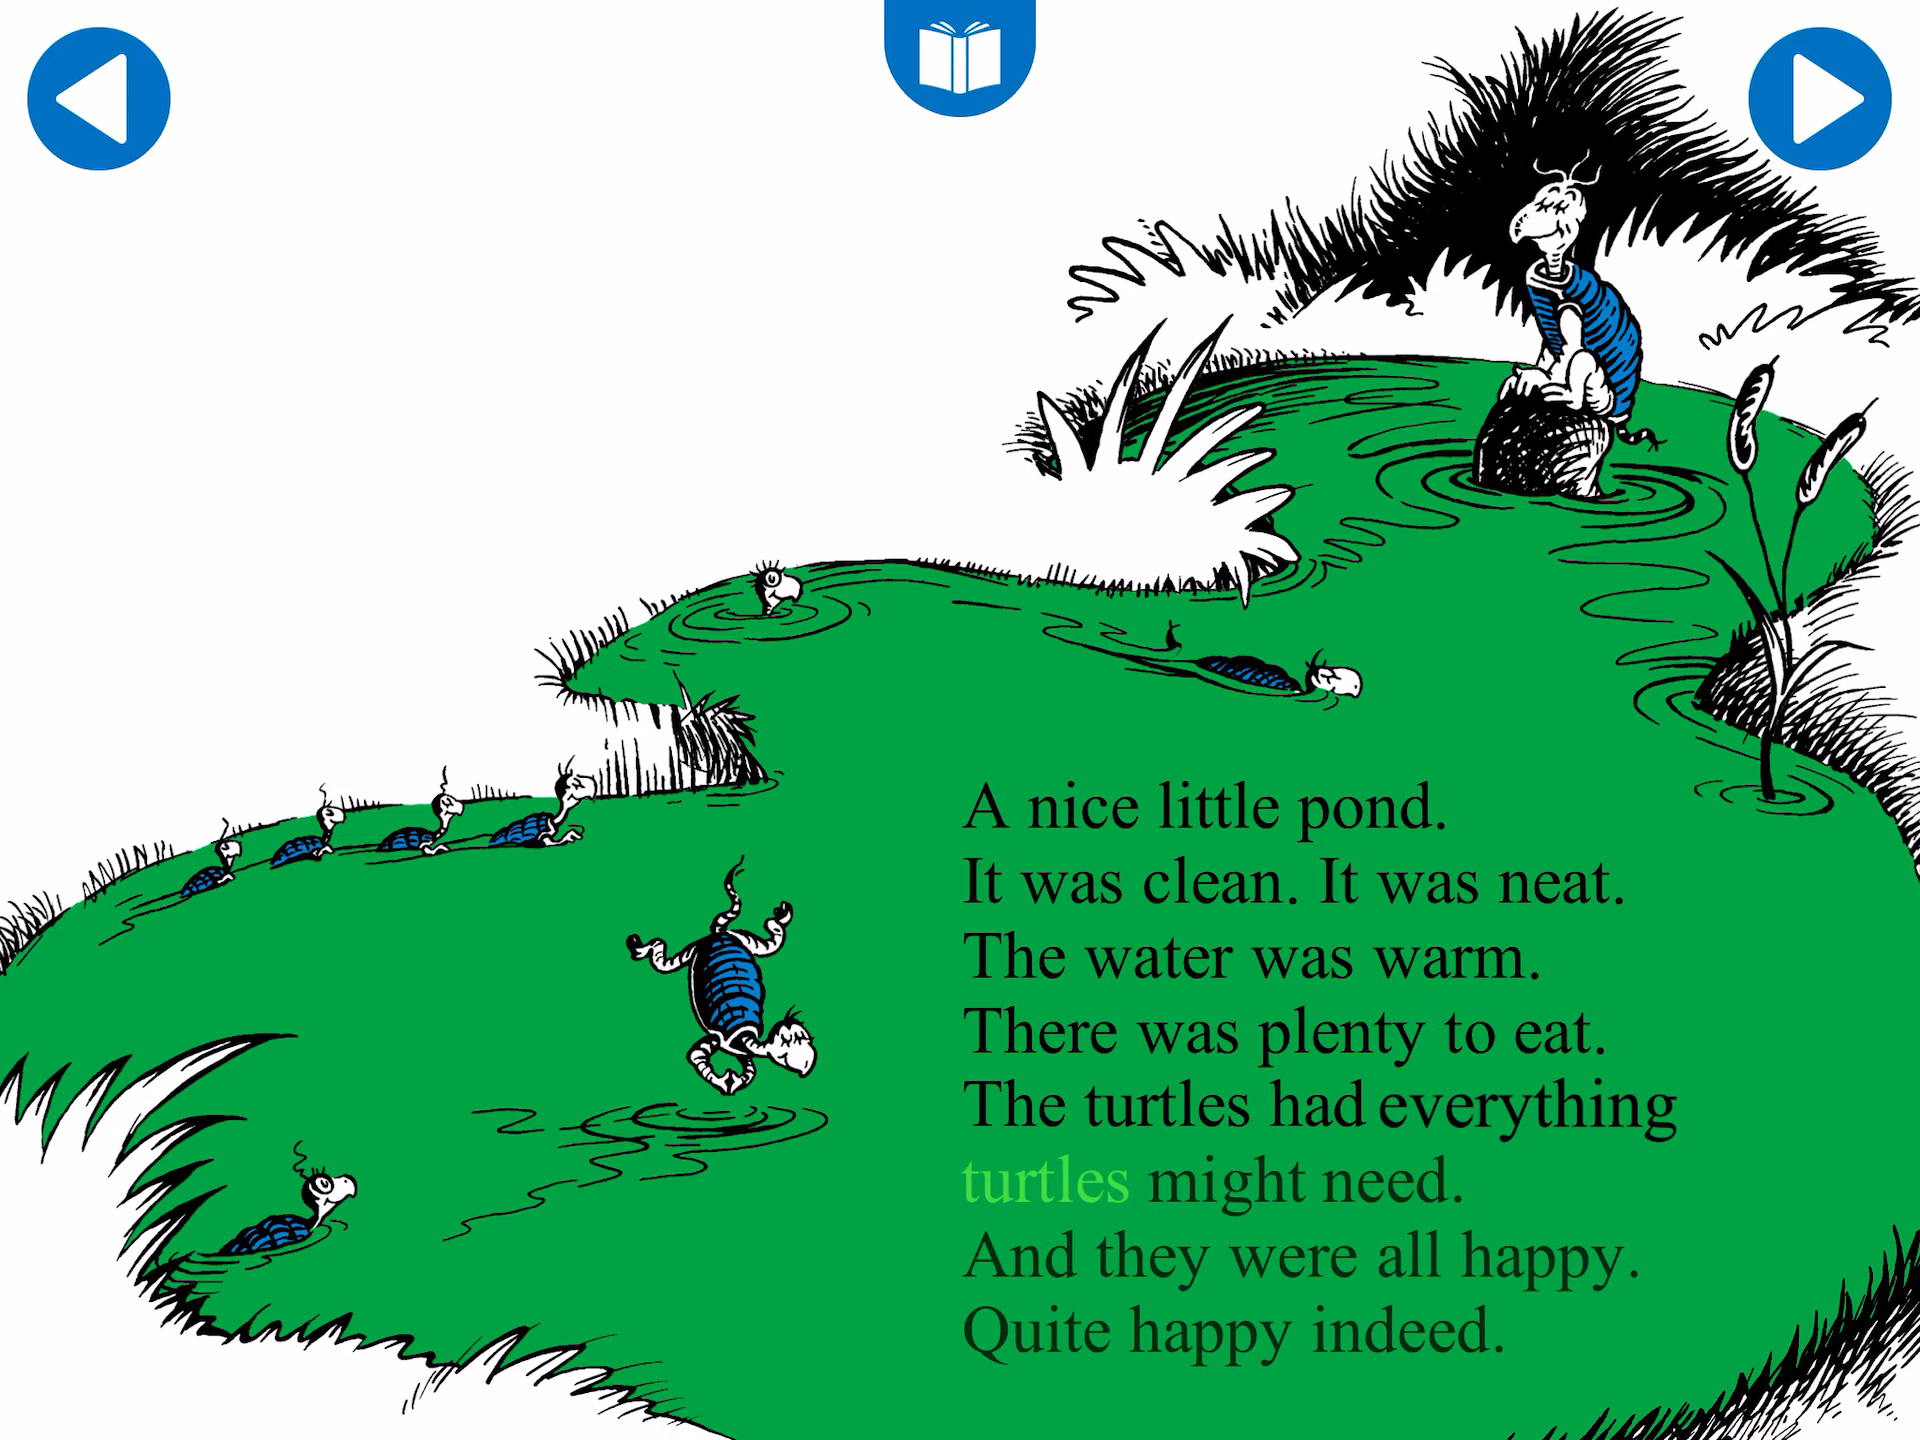 A nice little pond.
It was clean. It was neat.
The water was warm.
There was plenty to eat.
The turtles had everything
turtles might need.
And they were all happy.
Quite happy indeed.